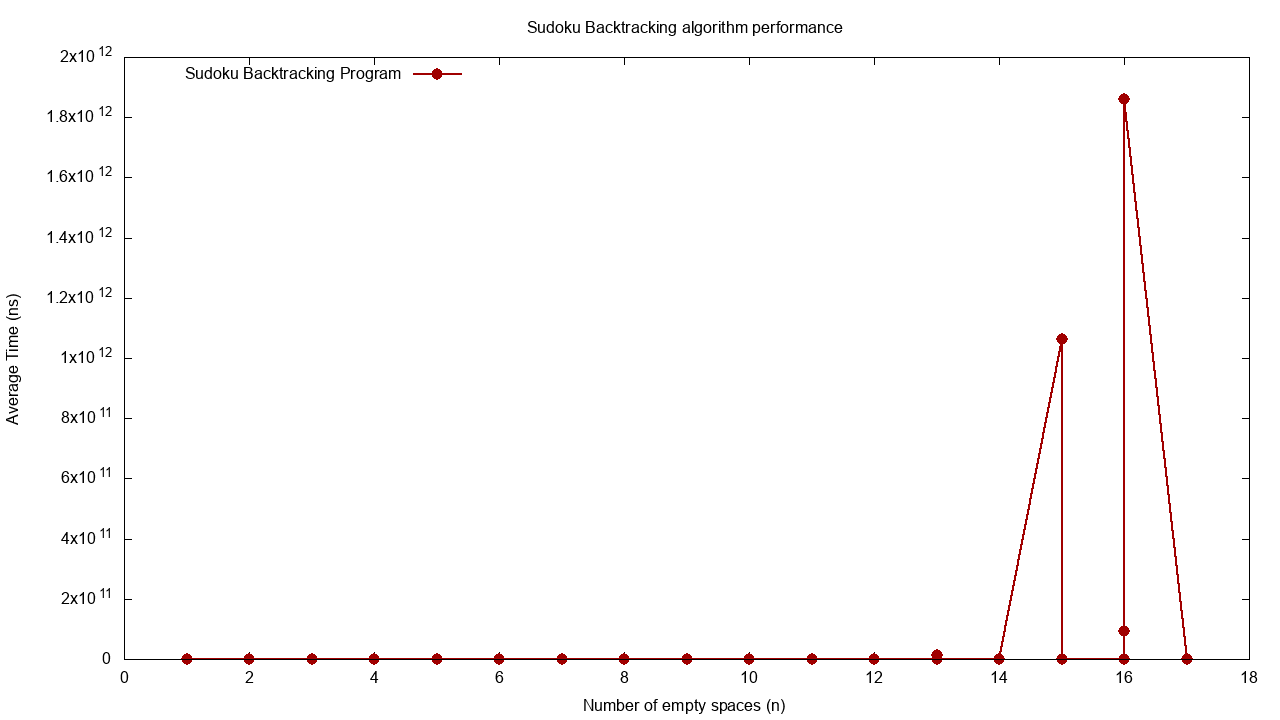 Sudoku Backtracking algorithm performance
Sudoku Backtracking Program
2x10^12
1.8x10^12
1.6x10^12
1.4x10^12
1.2x10^12
1x10^12
8x10^11
6x10^11
4x10^11
2x10^11
0
Average Time (ns)
0 2 4 6 8 10 12 14 16 18
Number of empty spaces (n)